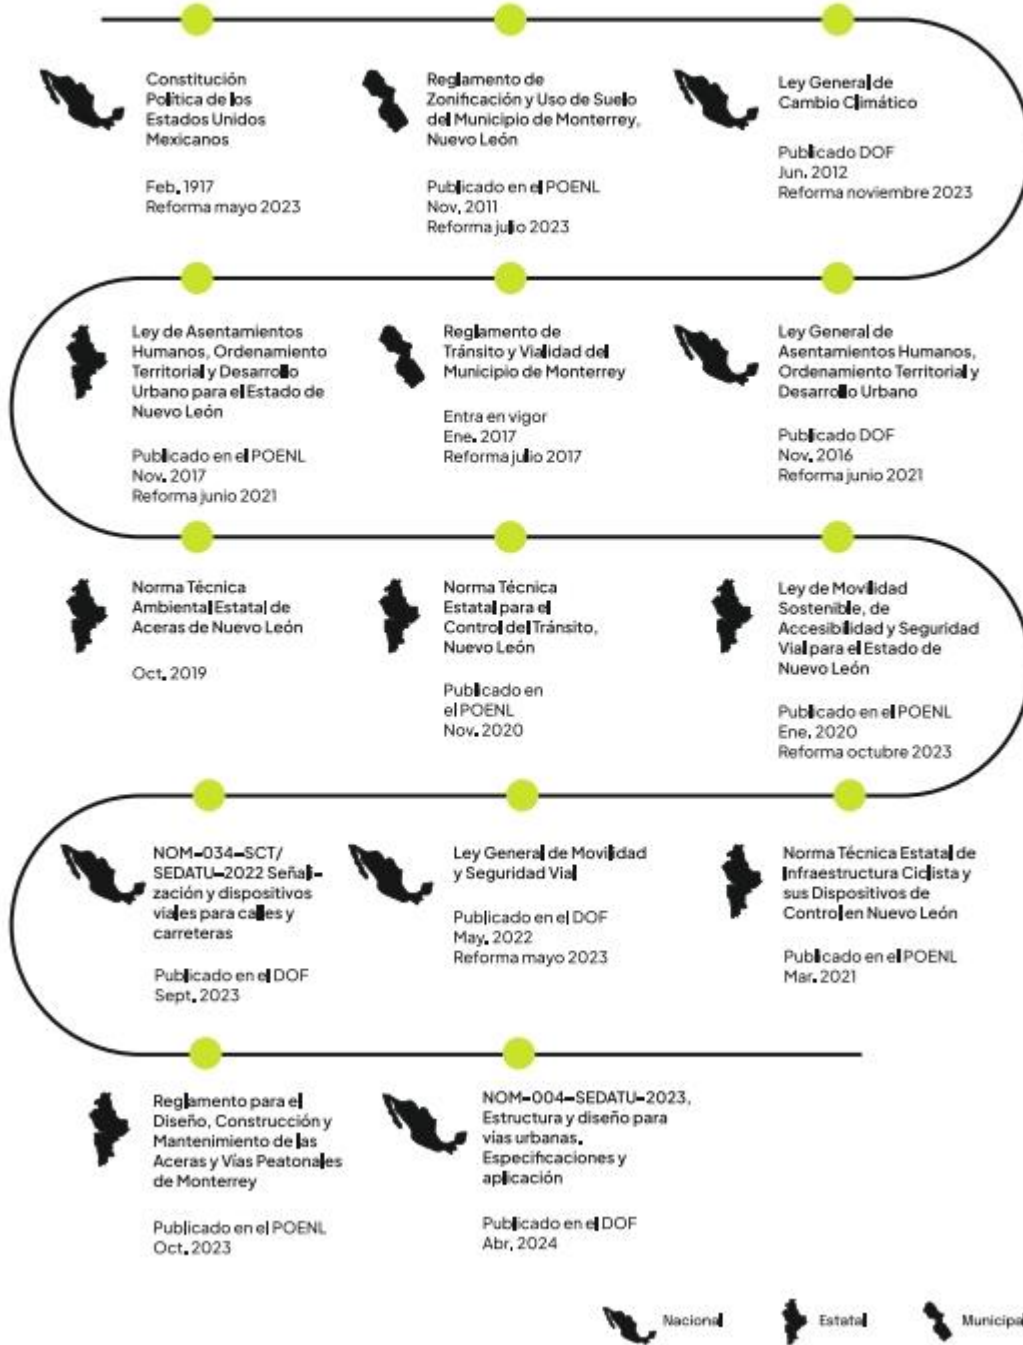 Constitución
Política de los
Estados Unidos
Mexicanos
Feb. 1917
Reforma mayo 2023
Reglamento de
Zonificación y Uso de Suelo
del Municipio de Monterrey,
Nuevo León
Publicado en el POENL
Nov. 2011
Reforma julio 2023
Ley General de
Cambio Climático
Publicado DOF
Jun. 2012
Reforma noviembre 2023
Ley de Asentamientos
Humanos, Ordenamiento
Territorial y Desarrollo
Urbano para el Estado de
Nuevo León
Publicado en el POENL
Nov. 2017
Reforma junio 2021
Reglamento de
Tránsito y Vialidad del
Municipio de Monterrey
Entra en vigor
Ene. 2017
Reforma julio 2017
Ley General de
Asentamientos Humanos,
Ordenamiento Territorial y
Desarrollo Urbano
Publicado DOF
Nov. 2016
Reforma junio 2021
Norma Técnica
Ambiental Estatal de
Aceras de Nuevo León
Oct. 2019
Norma Técnica
Estatal para el
Control del Tránsito,
Nuevo León
Publicado en
el POENL
Nov. 2020
Ley de Movilidad
Sostenible, de
Accesibilidad y Seguridad
Vial para el Estado de
Nuevo León
Publicado en el POENL
Ene. 2020
Reforma octubre 2023
NOM-034-SCT/
SEDATU-2022 Señali-
zación y dispositivos
viales para calles y
carreteras
Publicado en el DOF
Sept. 2023
Ley General de Movilidad
y Seguridad Vial
Publicado en el DOF
May. 2022
Reforma mayo 2023
Norma Técnica Estatal de
Infraestructura Ciclista y
sus Dispositivos de
Control en Nuevo León
Publicado en el POENL
Mar. 2021
Reglamento para el
Diseño, Construcción y
Mantenimiento de las
Aceras y Vías Peatonales
de Monterrey
Publicado en el POENL
Oct. 2023
NOM-004-SEDATU-2023,
Estructura y diseño para
vías urbanas.
Especificaciones y
aplicación
Publicado en el DOF
Abr. 2024
Nacional
Estatal
Municipal